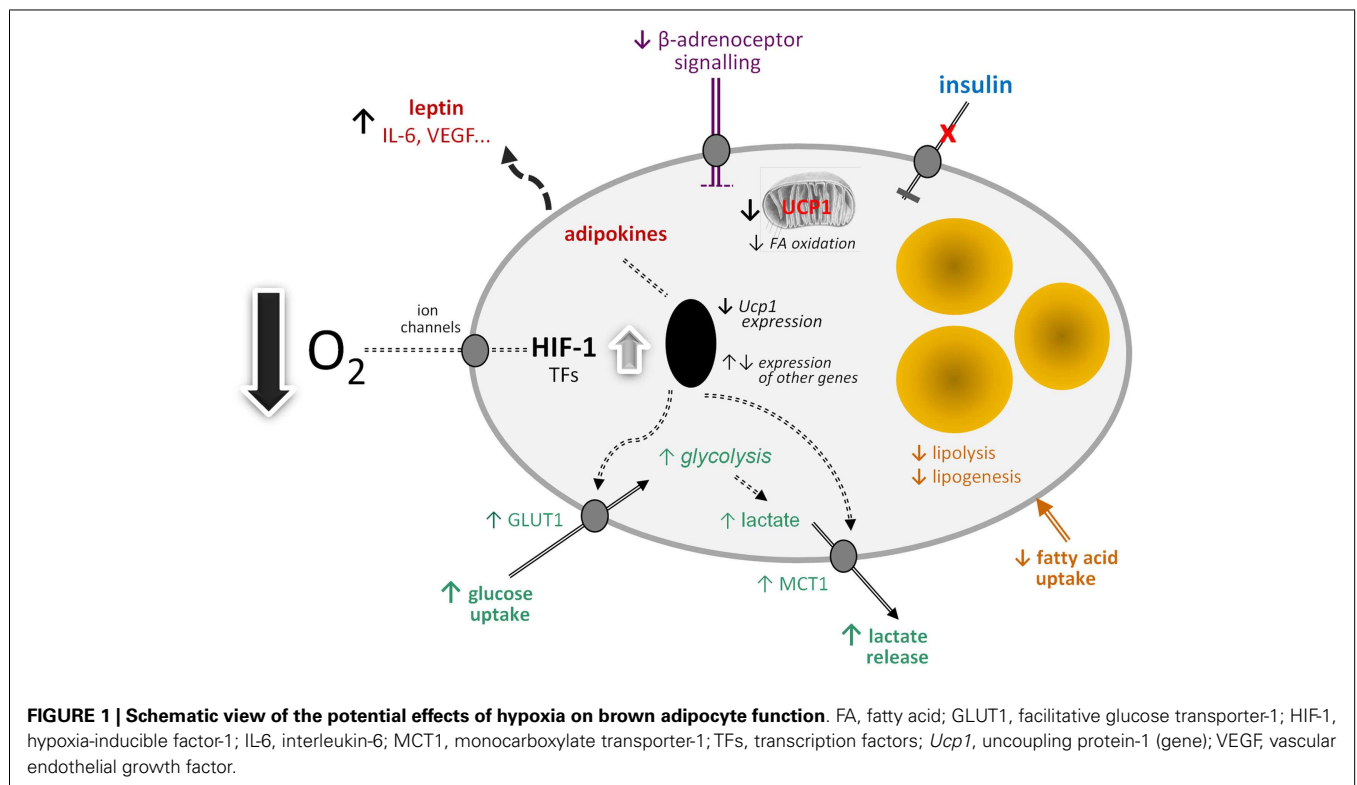 ↓ β-adrenoceptor
signalling
insulin
X
↑ leptin
IL-6, VEGF...
UCP1
↓
↓ FA oxidation
adipokines
↓ Ucp1
expression
ion
channels
O2
HIF-1
TFs
↑↓ expression
of other genes
↓ lipolysis
↓ lipogenesis
↑ glycolysis
↑ GLUT1
↑ lactate
↑ MCT1
↓ fatty acid
uptake
↑ glucose
uptake
↑ lactate
release
FIGURE 1 | Schematic view of the potential effects of hypoxia on brown adipocyte function. FA, fatty acid; GLUT1, facilitative glucose transporter-1; HIF-1,
hypoxia-inducible factor-1; IL-6, interleukin-6; MCT1, monocarboxylate transporter-1; TFs, transcription factors; Ucp1, uncoupling protein-1 (gene); VEGF, vascular
endothelial growth factor.